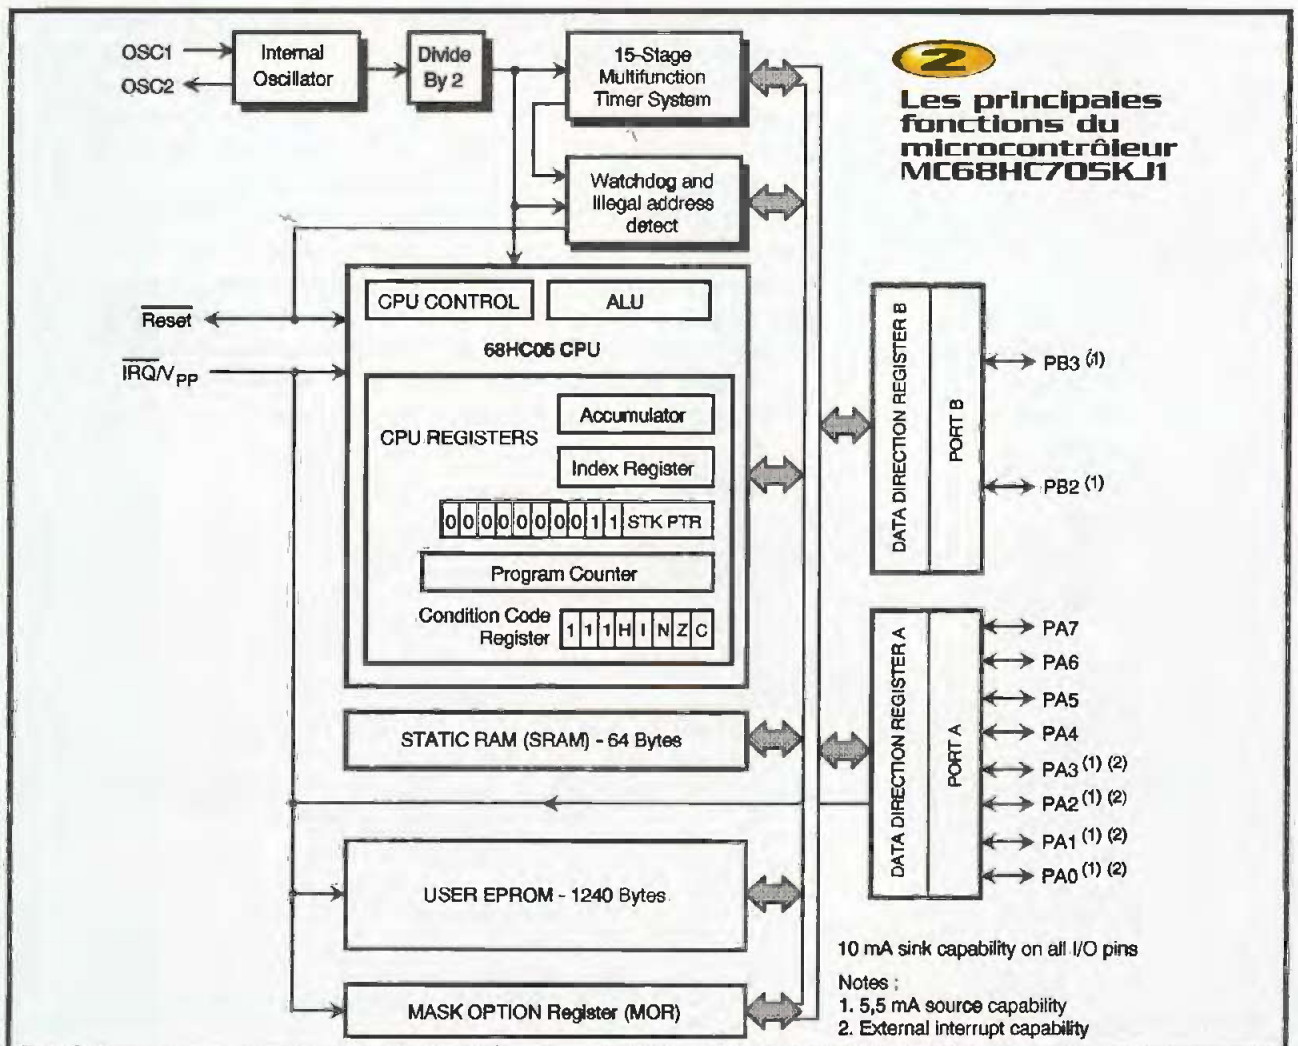 OSC1
OSC2
Internal
Oscillator
Divide
By 2
15-Stage
Multifunction
Timer System
Watchdog and
Illegal address
detect
2
Les principales
fonctions du
microcontrôleur
MC68HC705KJ1
Reset
IRQ/VPP
CPU CONTROL
ALU
68HC05 CPU
CPU REGISTERS
Accumulator
Index Register
0 0 0 0 0 0 0 0 1 1 STK PTR
Program Counter
Condition Code
Register
1 1 1 H I N Z C
STATIC RAM (SRAM) - 64 Bytes
USER EPROM - 1240 Bytes
MASK OPTION Register (MOR)
DATA DIRECTION REGISTER B
PORT B
PB3 (1)
PB2 (1)
DATA DIRECTION REGISTER A
PORT A
PA7
PA6
PA5
PA4
PA3 (1) (2)
PA2 (1) (2)
PA1 (1) (2)
PA0 (1) (2)
10 mA sink capability on all I/O pins
Notes :
1. 5,5 mA source capability
2. External interrupt capability